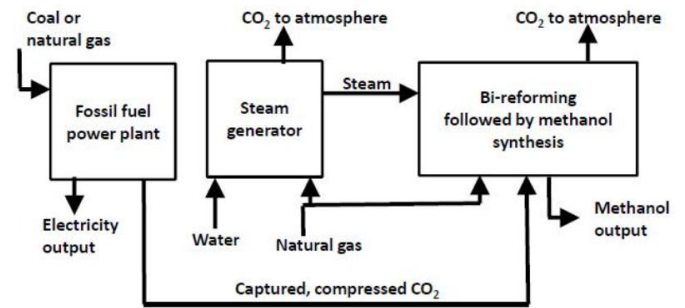 Coal or
natural gas
CO₂ to atmosphere
CO₂ to atmosphere
Fossil fuel
power plant
Steam
generator
Steam
Bi-reforming
followed by methanol
synthesis
Electricity
output
Water
Natural gas
Methanol
output
Captured, compressed CO₂